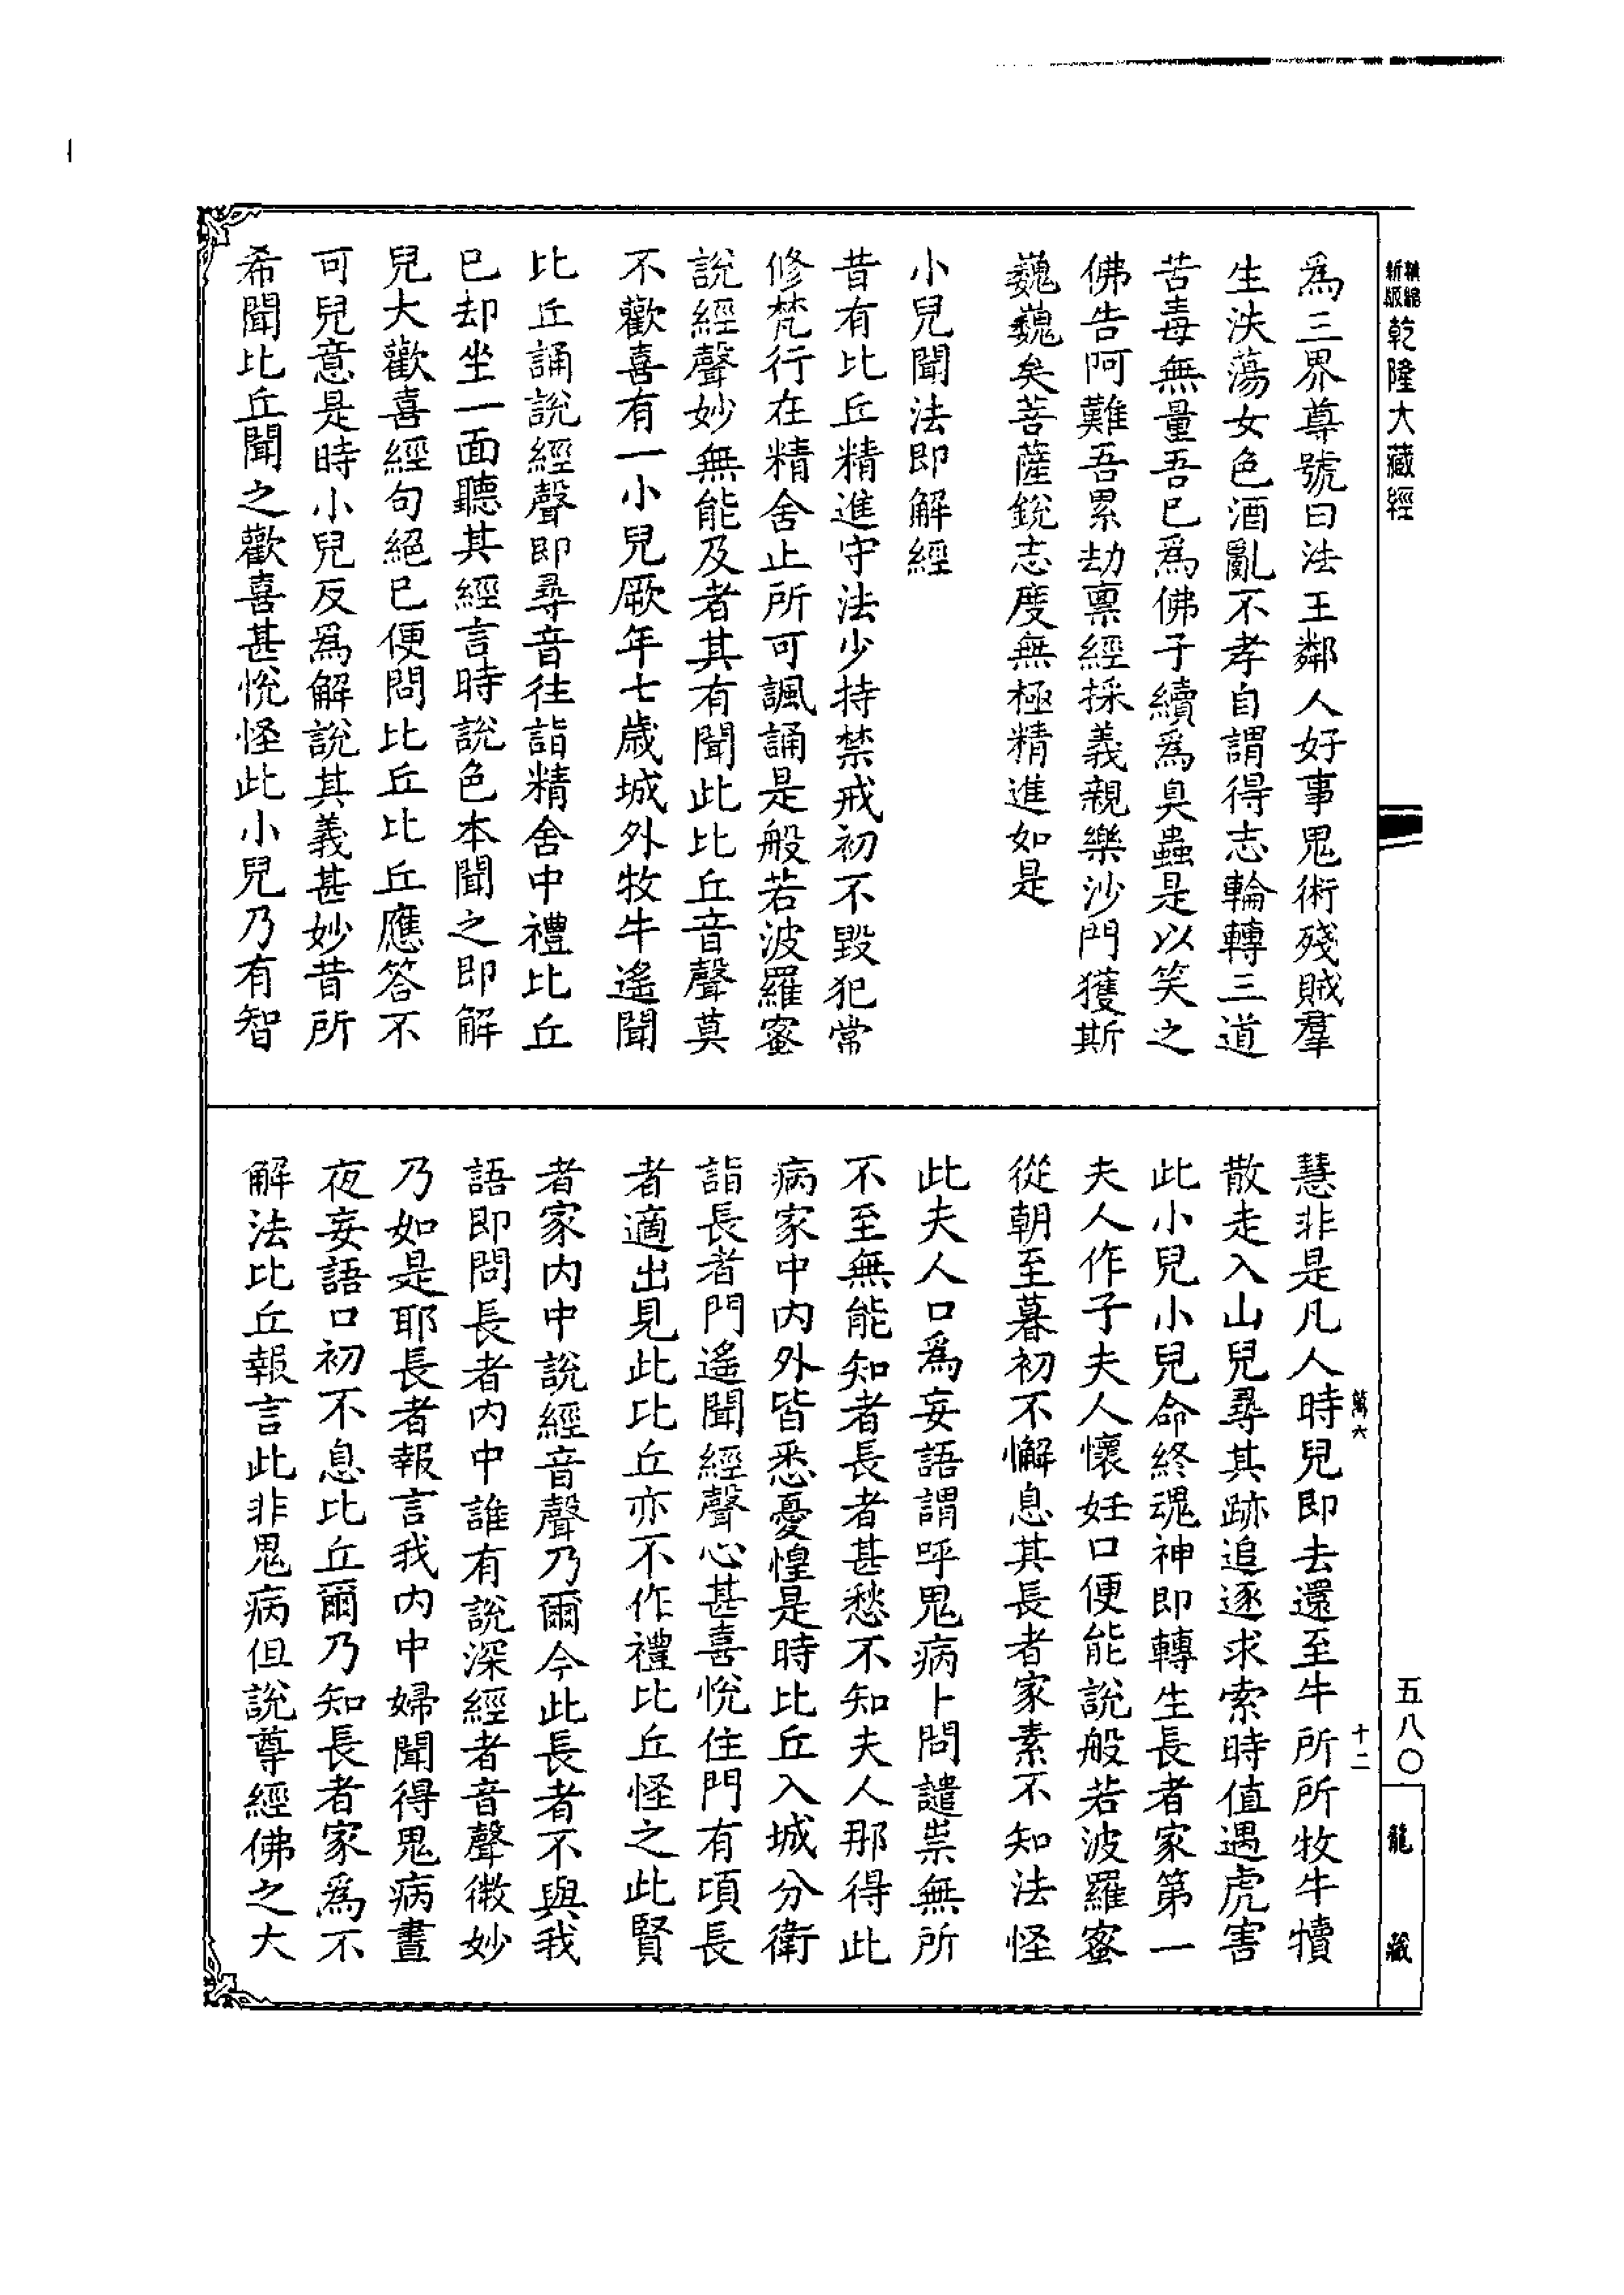 新版
精縮
乾隆大藏經
為三界尊號曰法王鄰人好事鬼術殘賊羣
生泆蕩女色酒亂不孝自謂得志輪轉三道
苦毒無量吾已為佛子續為臭蟲是以笑之
佛告阿難吾累劫稟經採義親樂沙門獲斯
巍巍矣菩薩銳志度無極精進如是
小兒聞法即解經
昔有比丘精進守法少持禁戒初不毀犯常
修梵行在精舍止所可諷誦是般若波羅蜜
說經聲妙無能及者其有聞此比丘音聲莫
不歡喜有一小兒厥年七歲城外牧牛遙聞
比丘誦說經聲即尋音往詣精舍中禮比丘
已却坐一面聽其經言時說色本聞之即解
兒大歡喜經句絕已便問比丘比丘應答不
可兒意是時小兒反為解說其義甚妙昔所
希聞比丘聞之歡喜甚悅怪此小兒乃有智
慧非是凡人時兒即去還至牛所所牧牛犢
散走入山兒尋其跡追逐求索時值遇虎害
此小兒小兒命終魂神即轉生長者家第一
夫人作子夫人懷妊口便能說般若波羅蜜
從朝至暮初不懈息其長者家素不知法怪
此夫人口為妄語謂呼鬼病卜問譴祟無所
不至無能知者長者甚愁不知夫人那得此
病家中內外皆悉憂惶是時比丘入城分衛
詣長者門遙聞經聲心甚喜悅住門有頃長
者適出見此比丘亦不作禮比丘怪之此賢
者家內中說經音聲乃爾今此長者不與我
語即問長者內中誰有說深經者音聲微妙
乃如是耶長者報言我內中婦聞得鬼病晝
夜妄語口初不息比丘爾乃知長者家為不
解法比丘報言此非鬼病但說尊經佛之大
萬六
十二
五八〇
龍藏